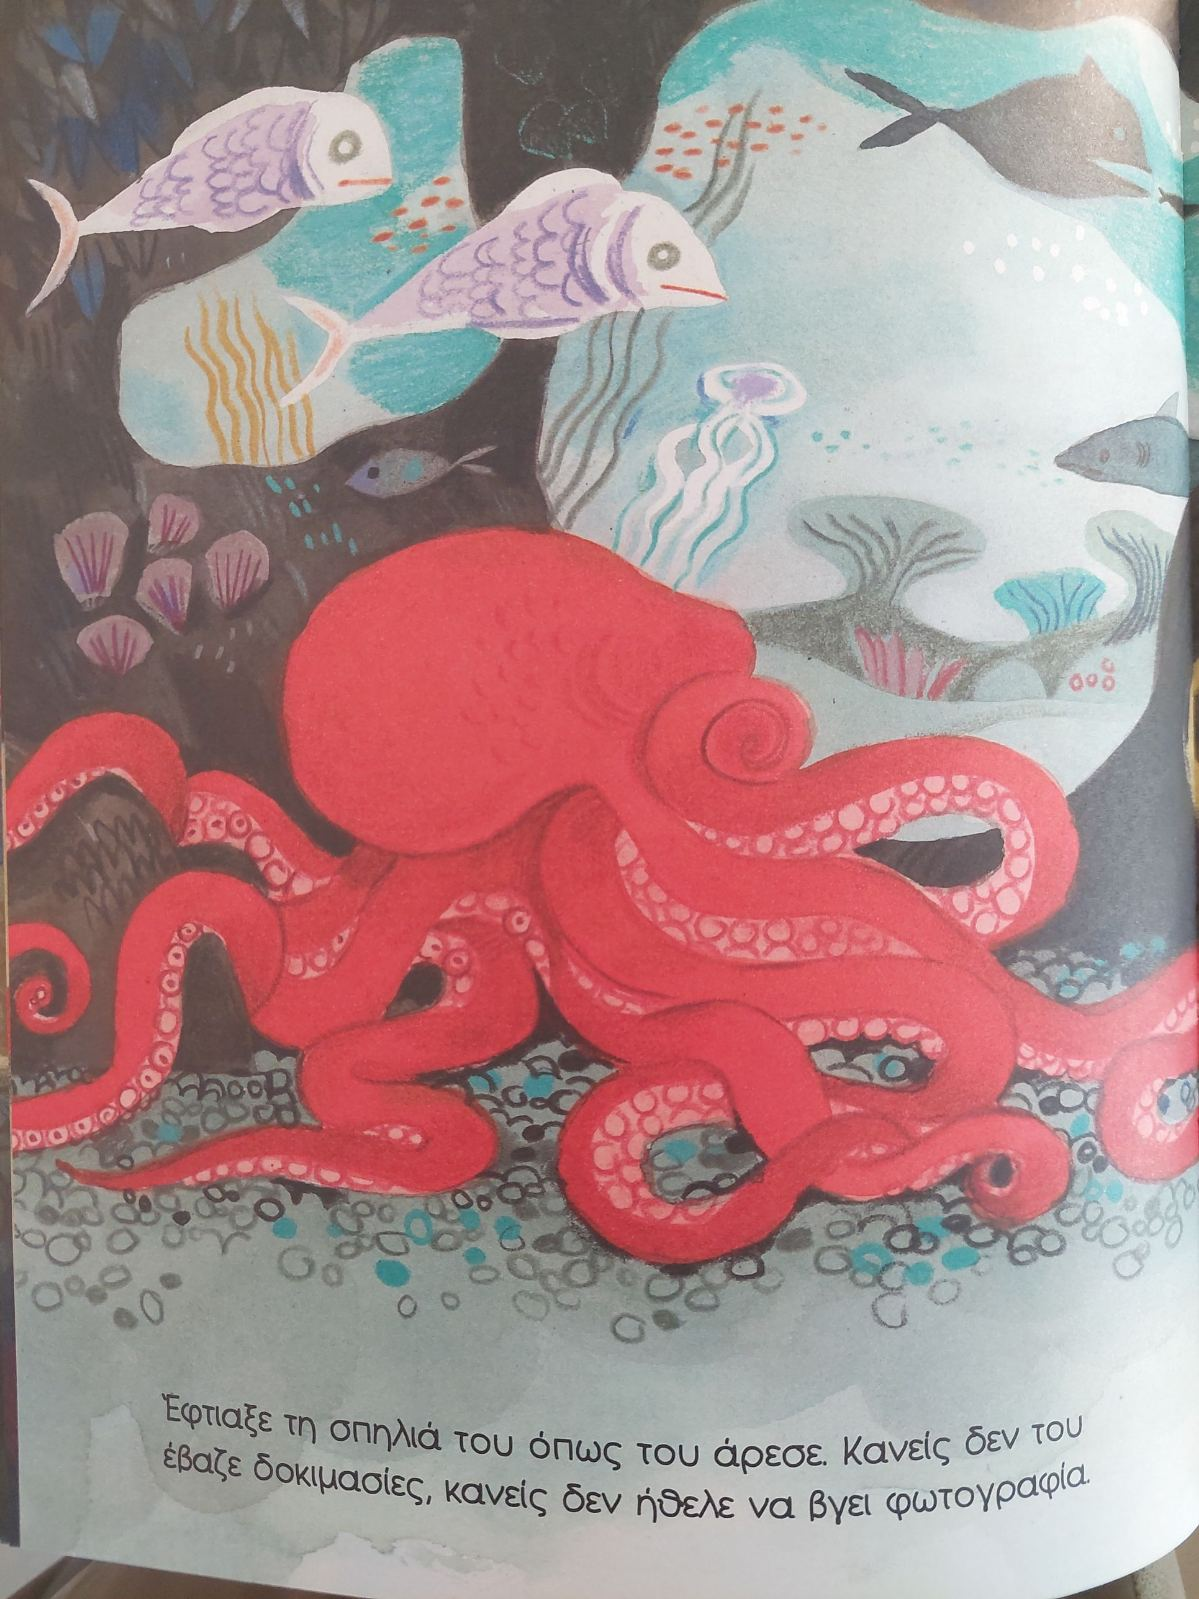 Έφτιαξε τη σπηλιά του όπως του άρεσε. Κανείς δεν του
έβαζε δοκιμασίες, κανείς δεν ήθελε να βγει φωτογραφία.